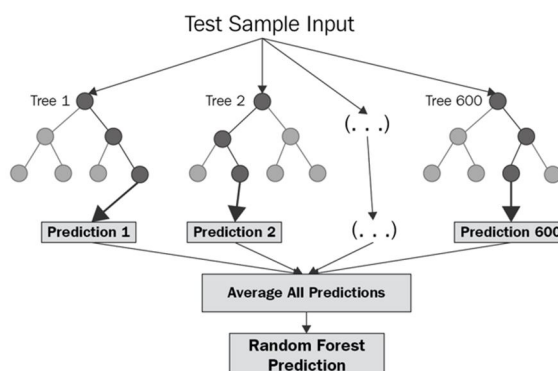 Test Sample Input
Tree 1
Tree 2
Tree 600
(. . .)
Prediction 1
Prediction 2
(. . .)
Prediction 600
Average All Predictions
Random Forest
Prediction